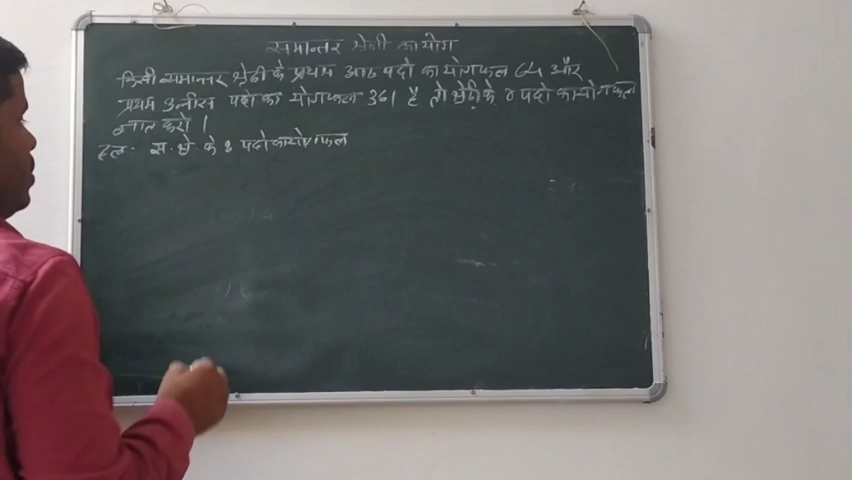 समान्तर श्रेणी का योग
किसी समान्तर श्रेढी के प्रथम आठ पदो का योगफल 64 और
प्रथम उन्नीस पदो का योगफल 361 है तो श्रेढ़ी के n पदो का योगफल
ज्ञात करो ।
हल- स. श्रे. के 8 पदो का योगफल